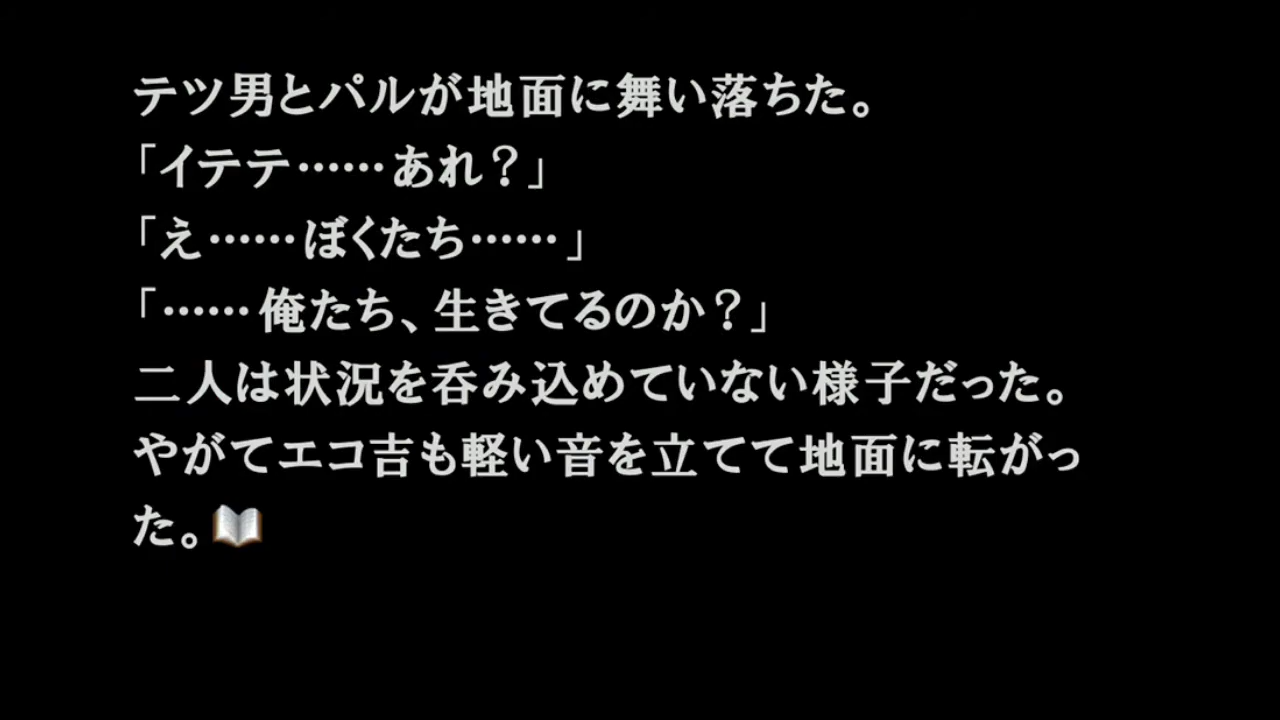 テツ男とパルが地面に舞い落ちた。
「イテテ……あれ？」
「え……ぼくたち……」
「……俺たち、生きてるのか？」
二人は状況を呑み込めていない様子だった。
やがてエコ吉も軽い音を立てて地面に転がっ
た。